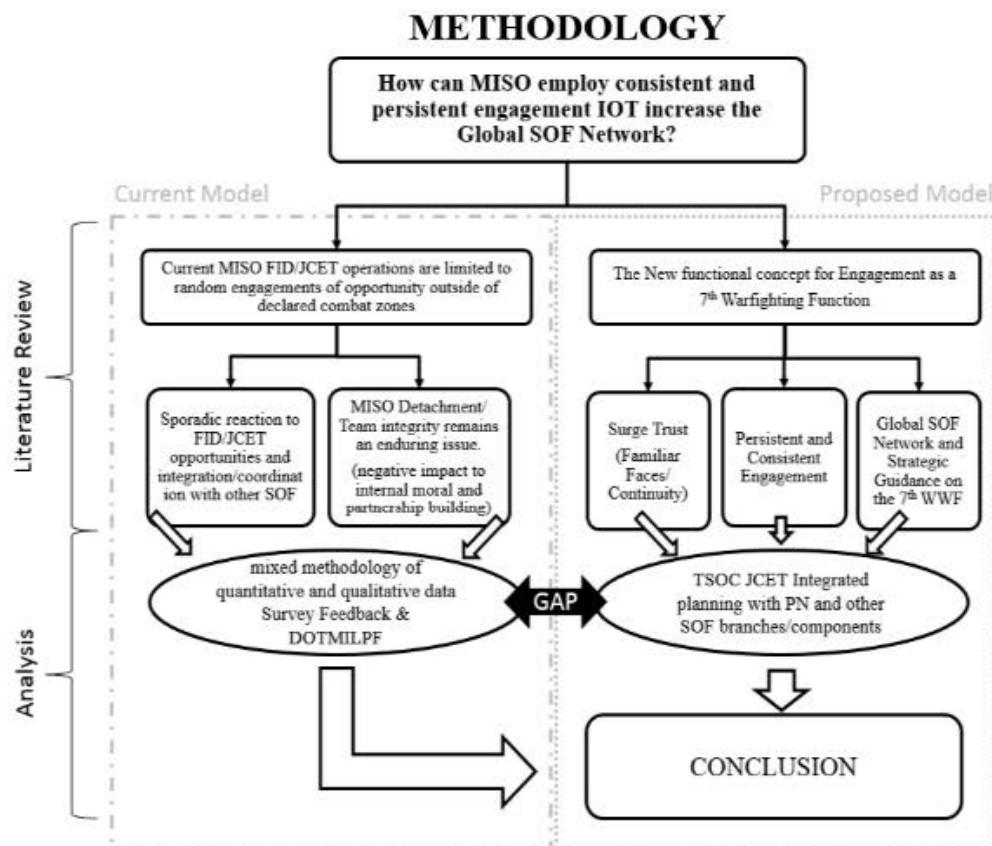 METHODOLOGY
How can MISO employ consistent and
persistent engagement IOT increase the
Global SOF Network?
Current Model
Proposed Model
Literature Review
Current MISO FID/JCET operations are limited to
random engagements of opportunity outside of
declared combat zones
The New functional concept for Engagement as a
7th Warfighting Function
Sporadic reaction to
FID/JCET
opportunities and
integration/coordinat
ion with other SOF
MISO Detachment/
Team integrity remains
an enduring issue.
(negative impact to
internal moral and
partnership building)
Surge Trust
(Familiar
Faces/
Continuity)
Persistent and
Consistent
Engagement
Global SOF
Network and
Strategic
Guidance on
the 7th WWF
Analysis
mixed methodology of
quantitative and qualitative data
Survey Feedback &
DOTMILPF
GAP
TSOC JCET Integrated
planning with PN and other
SOF branches/components
CONCLUSION